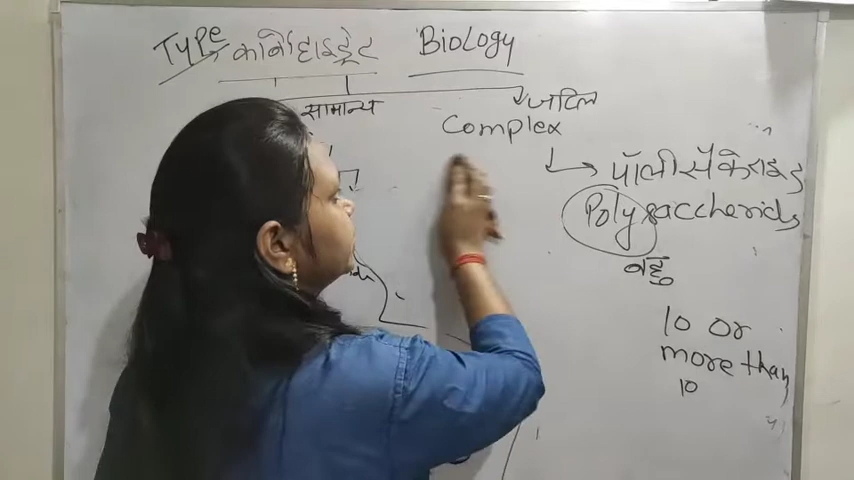 Type कार्बोहाइड्रेट BiologY
सामान्य जटिल
Complex
पॉलीसैकेराइड
Polysaccherids
बहु
10 or
more than
10